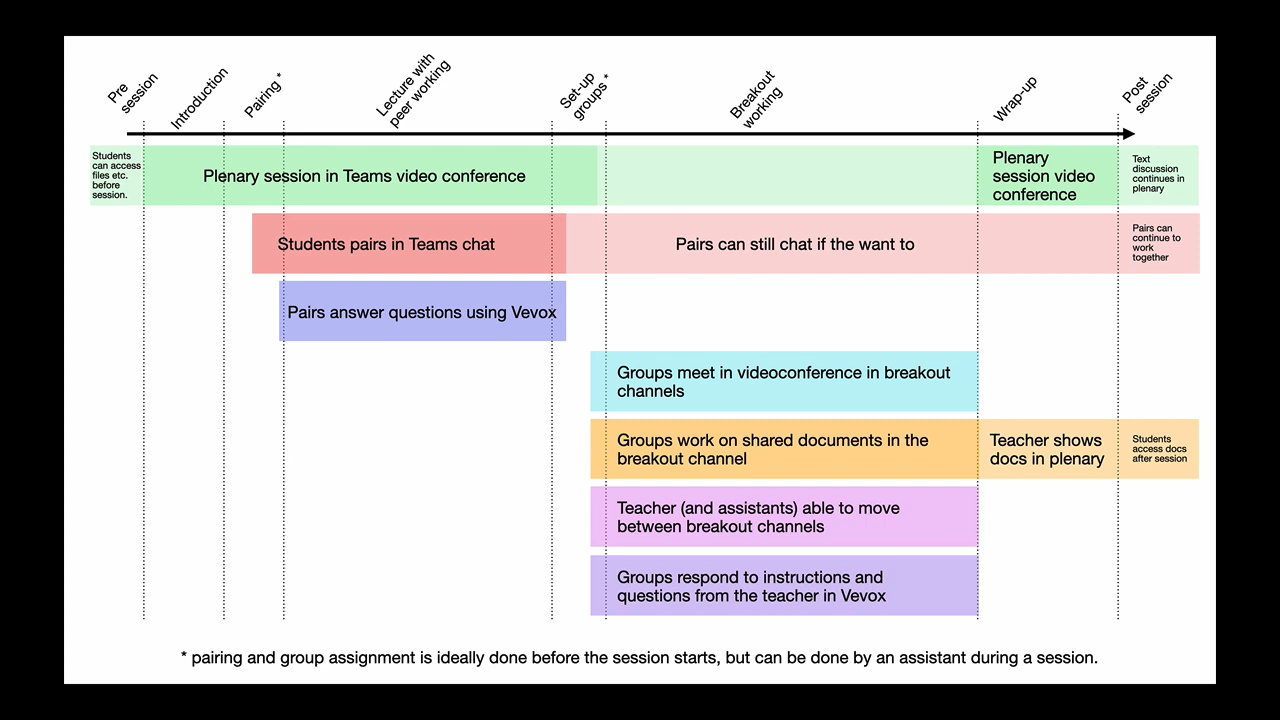 Pre
session
Introduction
Pairing *
Lecture with
peer working
Set-up
groups *
Breakout
working
Wrap-up
Post
session
Students
can access
files etc.
before
session.
Plenary session in Teams video conference
Plenary
session video
conference
Text
discussion
continues in
plenary
Students pairs in Teams chat
Pairs can still chat if the want to
Pairs can
continue to
work
together
Pairs answer questions using Vevox
Groups meet in videoconference in breakout
channels
Groups work on shared documents in the
breakout channel
Teacher shows
docs in plenary
Students
access docs
after session
Teacher (and assistants) able to move
between breakout channels
Groups respond to instructions and
questions from the teacher in Vevox
* pairing and group assignment is ideally done before the session starts, but can be done by an assistant during a session.